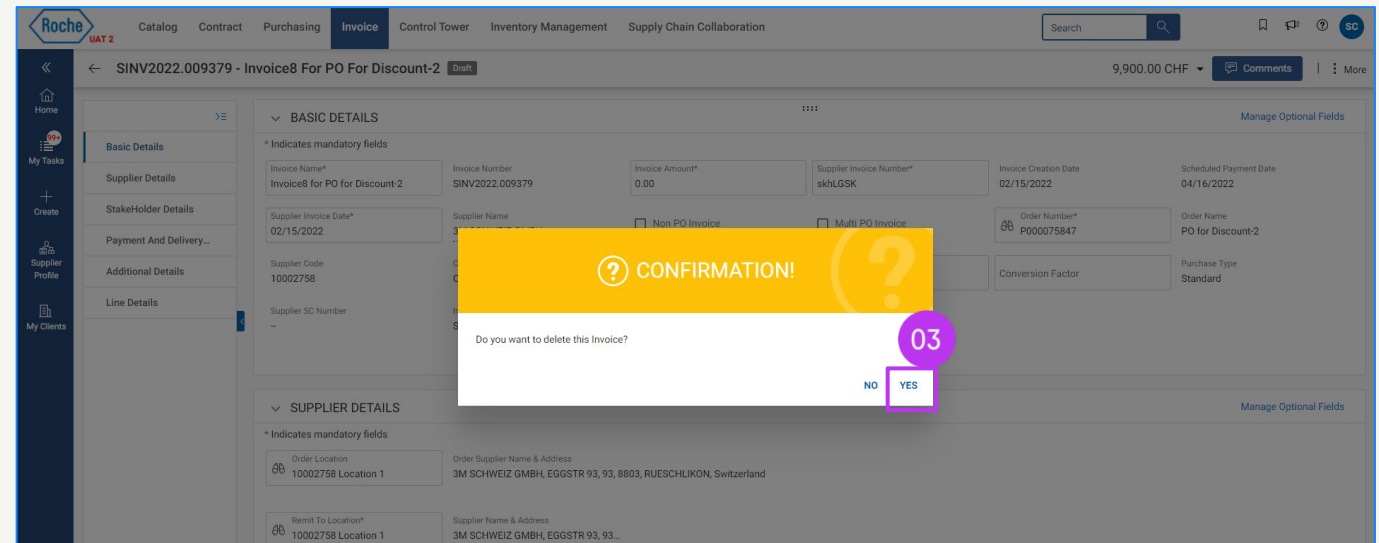 Roche
UAT 2
Catalog Contract Purchasing Invoice Control Tower Inventory Management Supply Chain Collaboration
Search
SC
SINV2022.009379 - Invoice8 For PO For Discount-2 Draft
9,900.00 CHF
Comments
More
Home
99+
My Tasks
Create
Supplier Profile
My Clients
Basic Details
Supplier Details
StakeHolder Details
Payment And Delivery...
Additional Details
Line Details
BASIC DETAILS
Manage Optional Fields
* Indicates mandatory fields
Invoice Name*
Invoice8 for PO for Discount-2
Invoice Number
SINV2022.009379
Invoice Amount*
0.00
Supplier Invoice Number*
skhLGSK
Invoice Creation Date
02/15/2022
Scheduled Payment Date
04/16/2022
Supplier Invoice Date*
02/15/2022
Supplier Name
Non PO Invoice
Multi PO Invoice
Order Number*
P000075847
Order Name
PO for Discount-2
Supplier Code
10002758
Conversion Factor
Purchase Type
Standard
Supplier SC Number
–
CONFIRMATION!
Do you want to delete this Invoice?
03
NO YES
SUPPLIER DETAILS
Manage Optional Fields
* Indicates mandatory fields
Order Location
10002758 Location 1
Order Supplier Name & Address
3M SCHWEIZ GMBH, EGGSTR 93, 93, 8803, RUESCHLIKON, Switzerland
Remit To Location*
10002758 Location 1
Supplier Name & Address
3M SCHWEIZ GMBH, EGGSTR 93, 93...